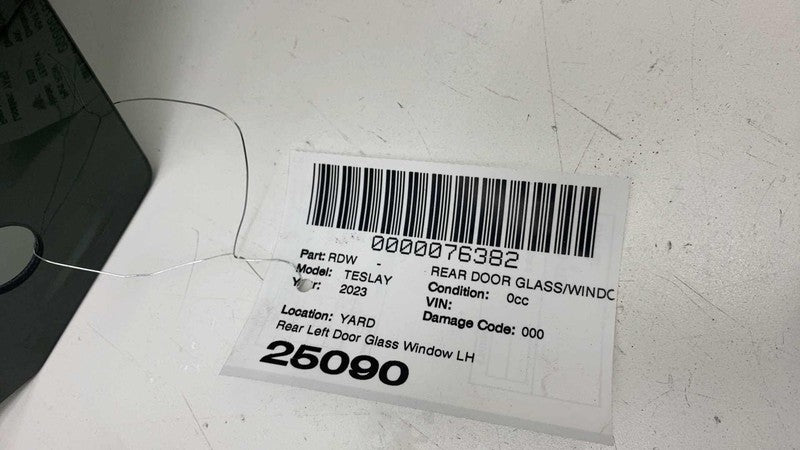 0000076382
Part: RDW - REAR DOOR GLASS/WINDO
Model: TESLAY Condition: 0cc
Year: 2023 VIN:
Damage Code: 000
Location: YARD
Rear Left Door Glass Window LH
25090